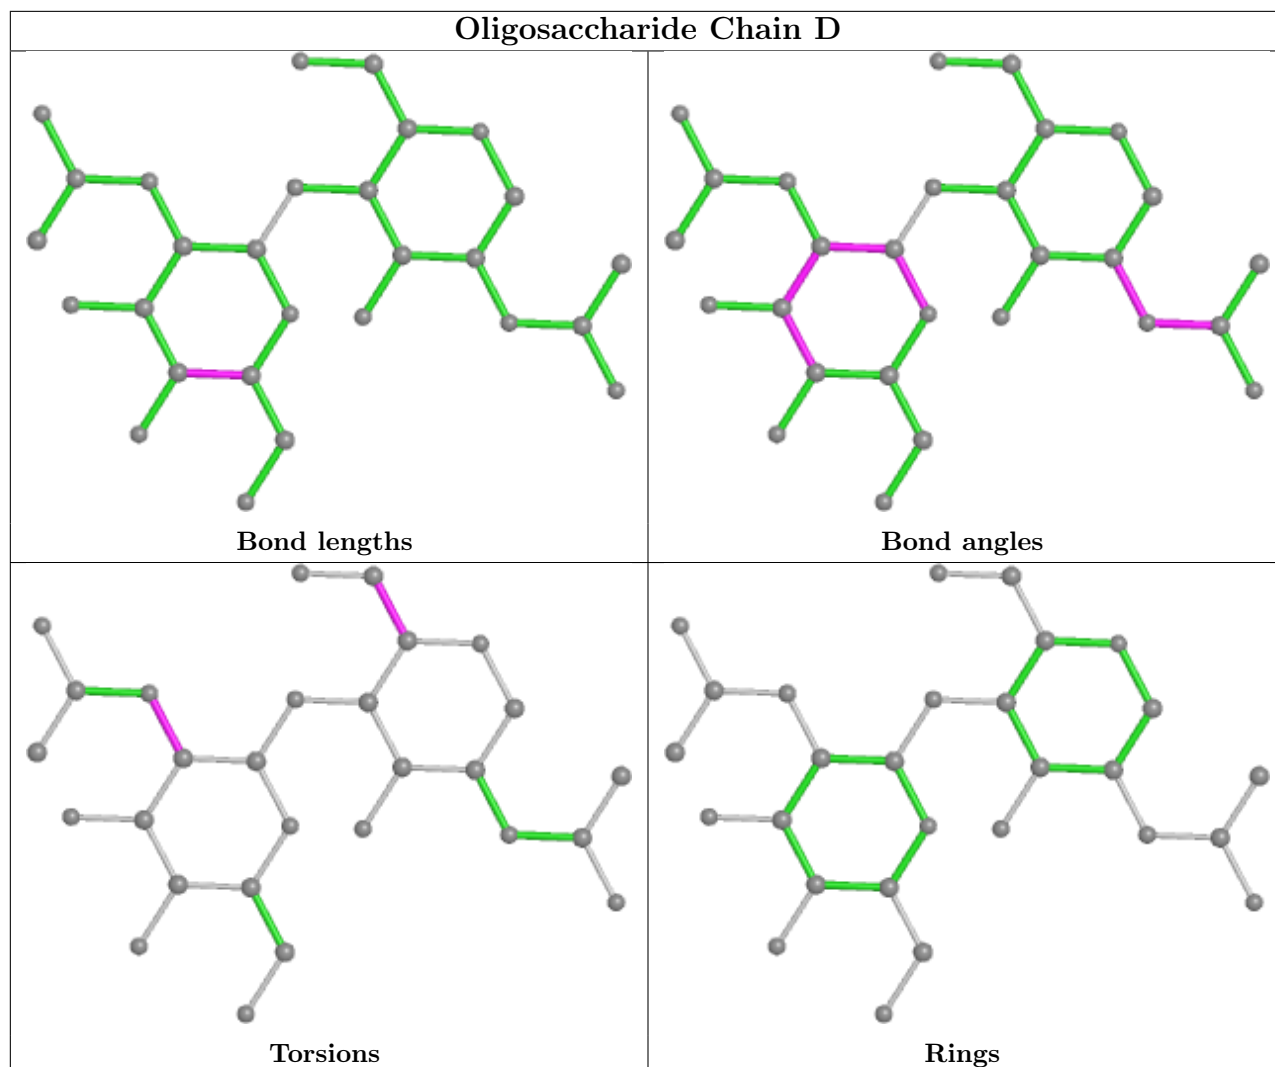 Oligosaccharide Chain D
Bond lengths
Bond angles
Torsions
Rings